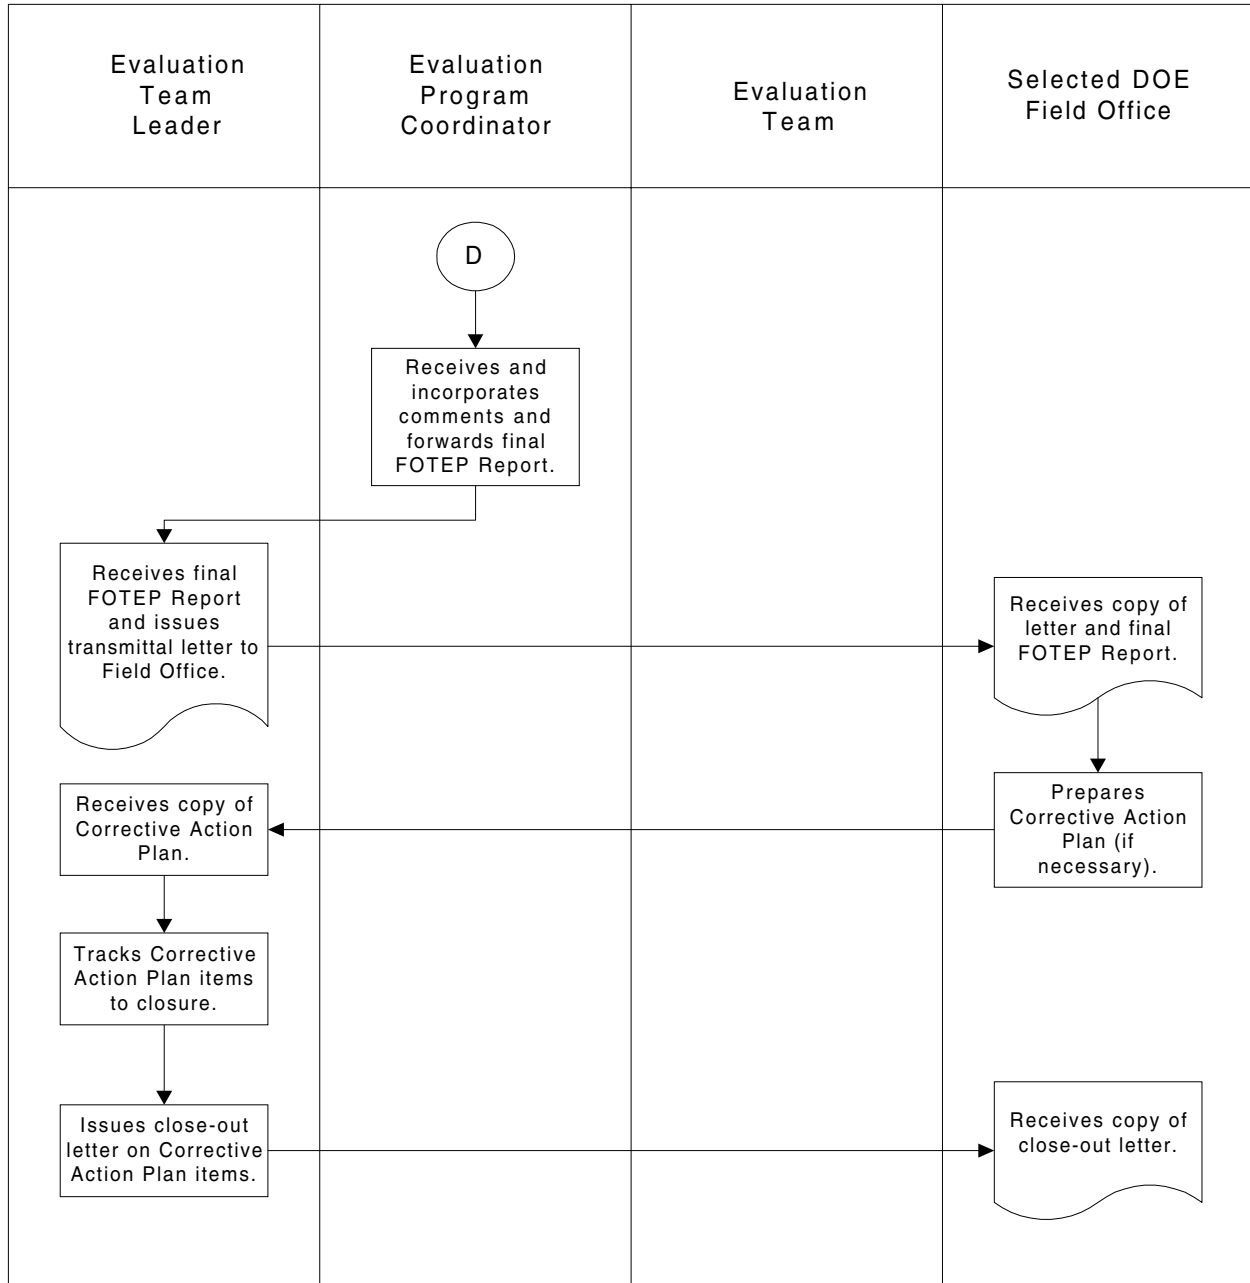 Evaluation
Team
Leader
Evaluation
Program
Coordinator
Evaluation
Team
Selected DOE
Field Office
D
Receives and
incorporates
comments and
forwards final
FOTEP Report.
Receives final
FOTEP Report
and issues
transmittal letter to
Field Office.
Receives copy of
letter and final
FOTEP Report.
Receives copy of
Corrective Action
Plan.
Prepares
Corrective Action
Plan (if
necessary).
Tracks Corrective
Action Plan items
to closure.
Issues close-out
letter on Corrective
Action Plan items.
Receives copy of
close-out letter.